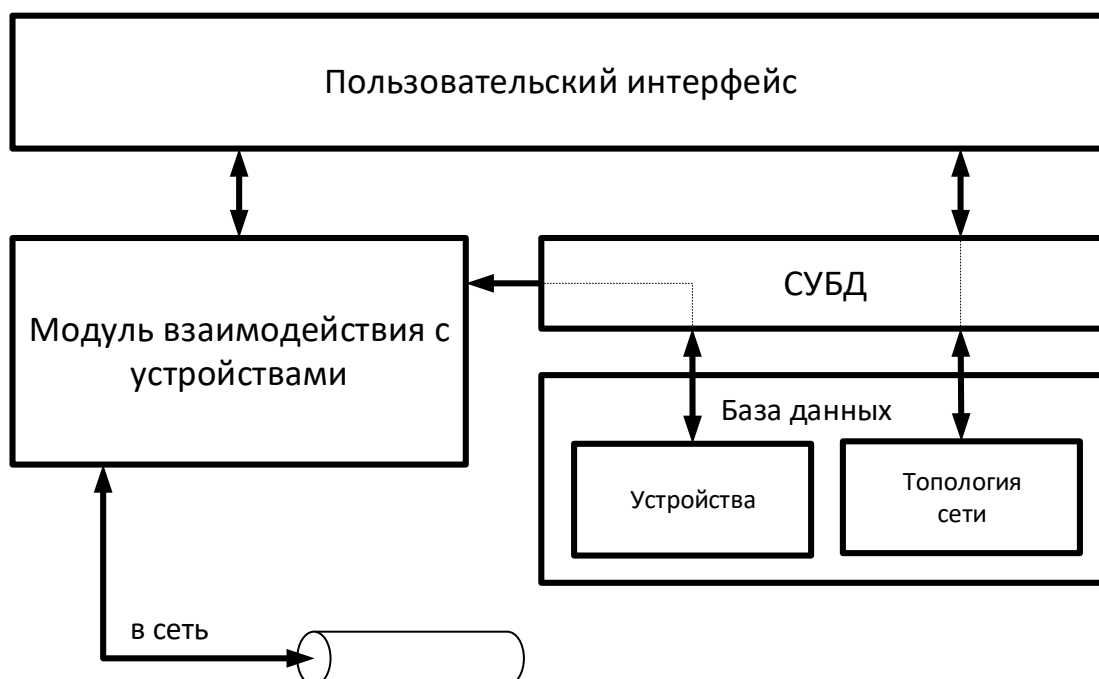 Пользовательский интерфейс
СУБД
Модуль взаимодействия с
устройствами
База данных
Устройства
Топология
сети
в сеть